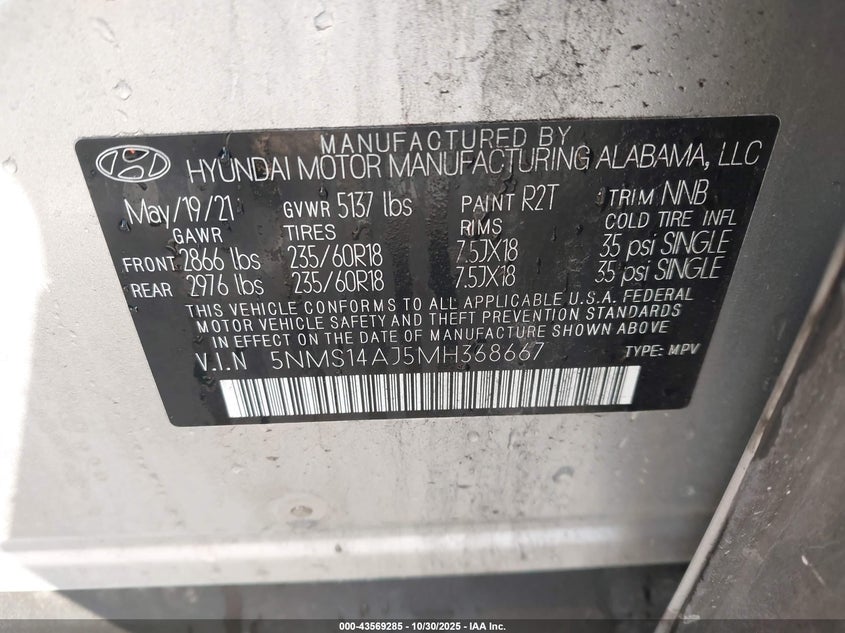 MANUFACTURED BY
HYUNDAI MOTOR MANUFACTURING ALABAMA, LLC
May/19/21 GVWR 5137 lbs PAINT R2T TRIM NNB
GAWR TIRES RIMS COLD TIRE INFL
FRONT 2866 lbs 235/60R18 7.5JX18 35 psi SINGLE
REAR 2976 lbs 235/60R18 7.5JX18 35 psi SINGLE
THIS VEHICLE CONFORMS TO ALL APPLICABLE U.S.A. FEDERAL
MOTOR VEHICLE SAFETY AND THEFT PREVENTION STANDARDS
IN EFFECT ON THE DATE OF MANUFACTURE SHOWN ABOVE
V.I.N 5NMS14AJ5MH368667 TYPE: MPV
000-43569285 - 10/30/2025 - IAA Inc.